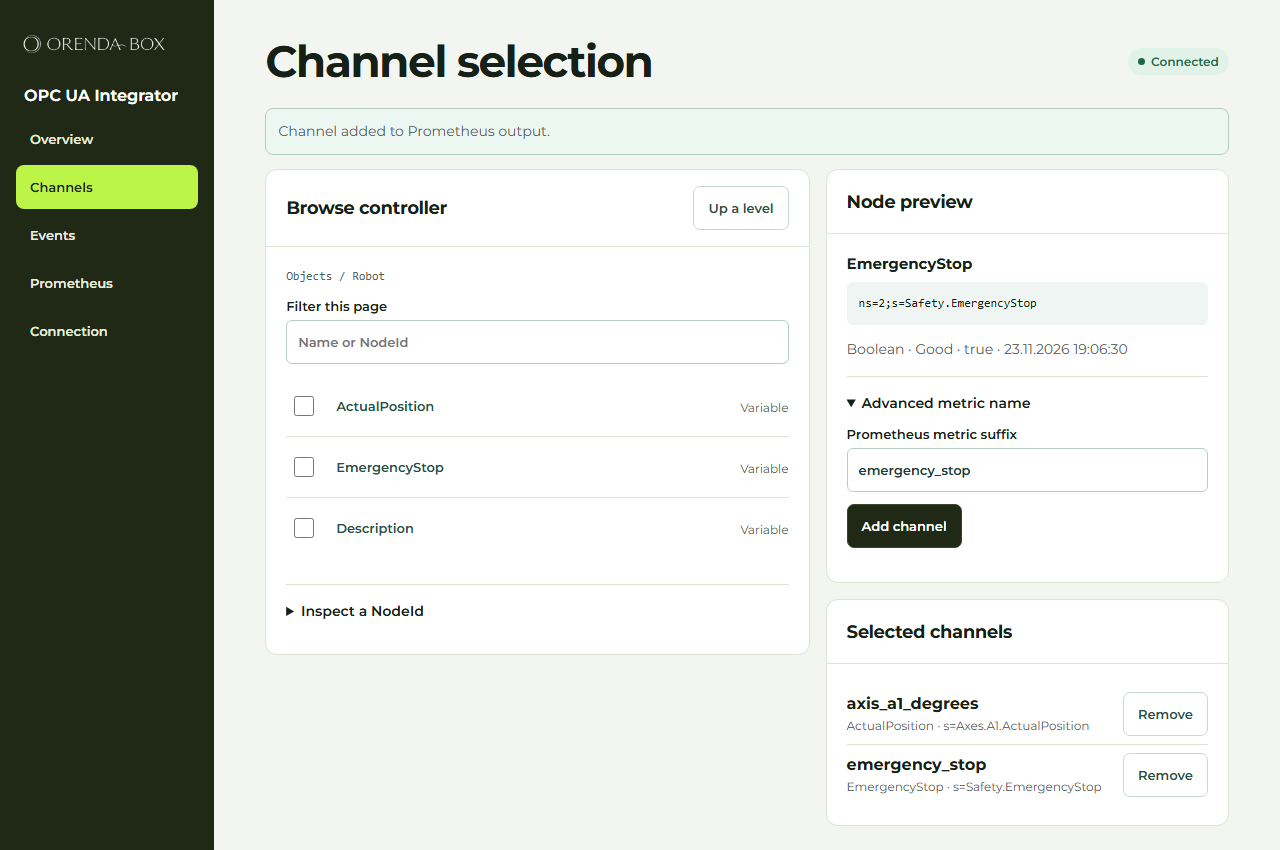 ORENDA-BOX
OPC UA Integrator
Overview
Channels
Events
Prometheus
Connection
Channel selection
Connected
Channel added to Prometheus output.
Browse controller
Up a level
Objects / Robot
Filter this page
Name or NodeId
ActualPosition
Variable
EmergencyStop
Variable
Description
Variable
Inspect a NodeId
Node preview
EmergencyStop
ns=2;s=Safety.EmergencyStop
Boolean · Good · true · 23.11.2026 19:06:30
Advanced metric name
Prometheus metric suffix
emergency_stop
Add channel
Selected channels
axis_a1_degrees
ActualPosition · s=Axes.A1.ActualPosition
Remove
emergency_stop
EmergencyStop · s=Safety.EmergencyStop
Remove